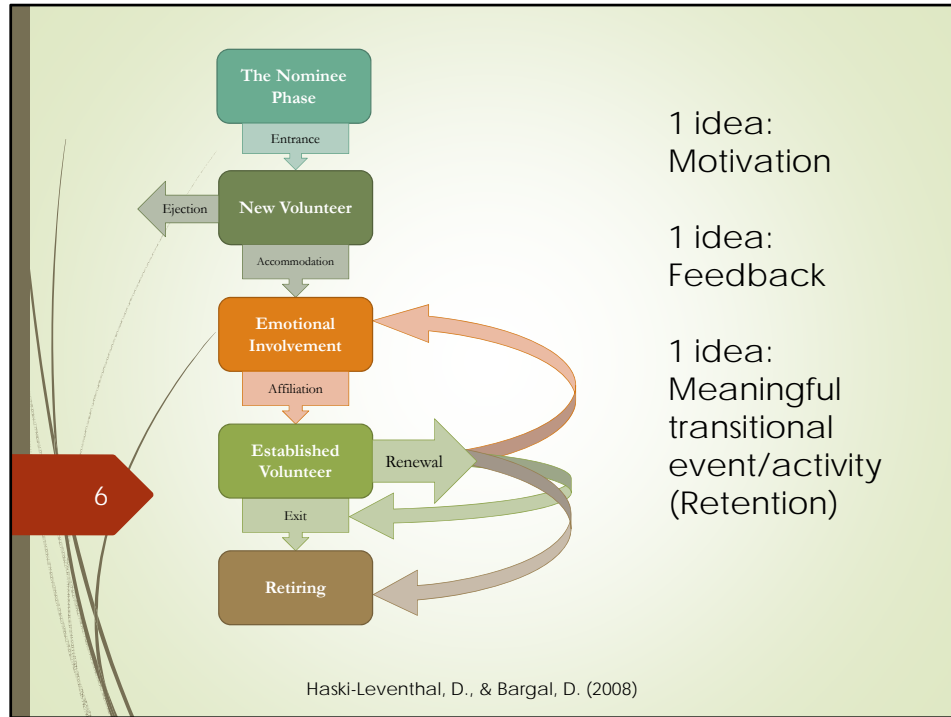 The Nominee
Phase
Entrance
Ejection
New Volunteer
Accommodation
Emotional
Involvement
Affiliation
Established
Volunteer
Renewal
Exit
Retiring
1 idea:
Motivation
1 idea:
Feedback
1 idea:
Meaningful
transitional
event/activity
(Retention)
6
Haski-Leventhal, D., & Bargal, D. (2008)